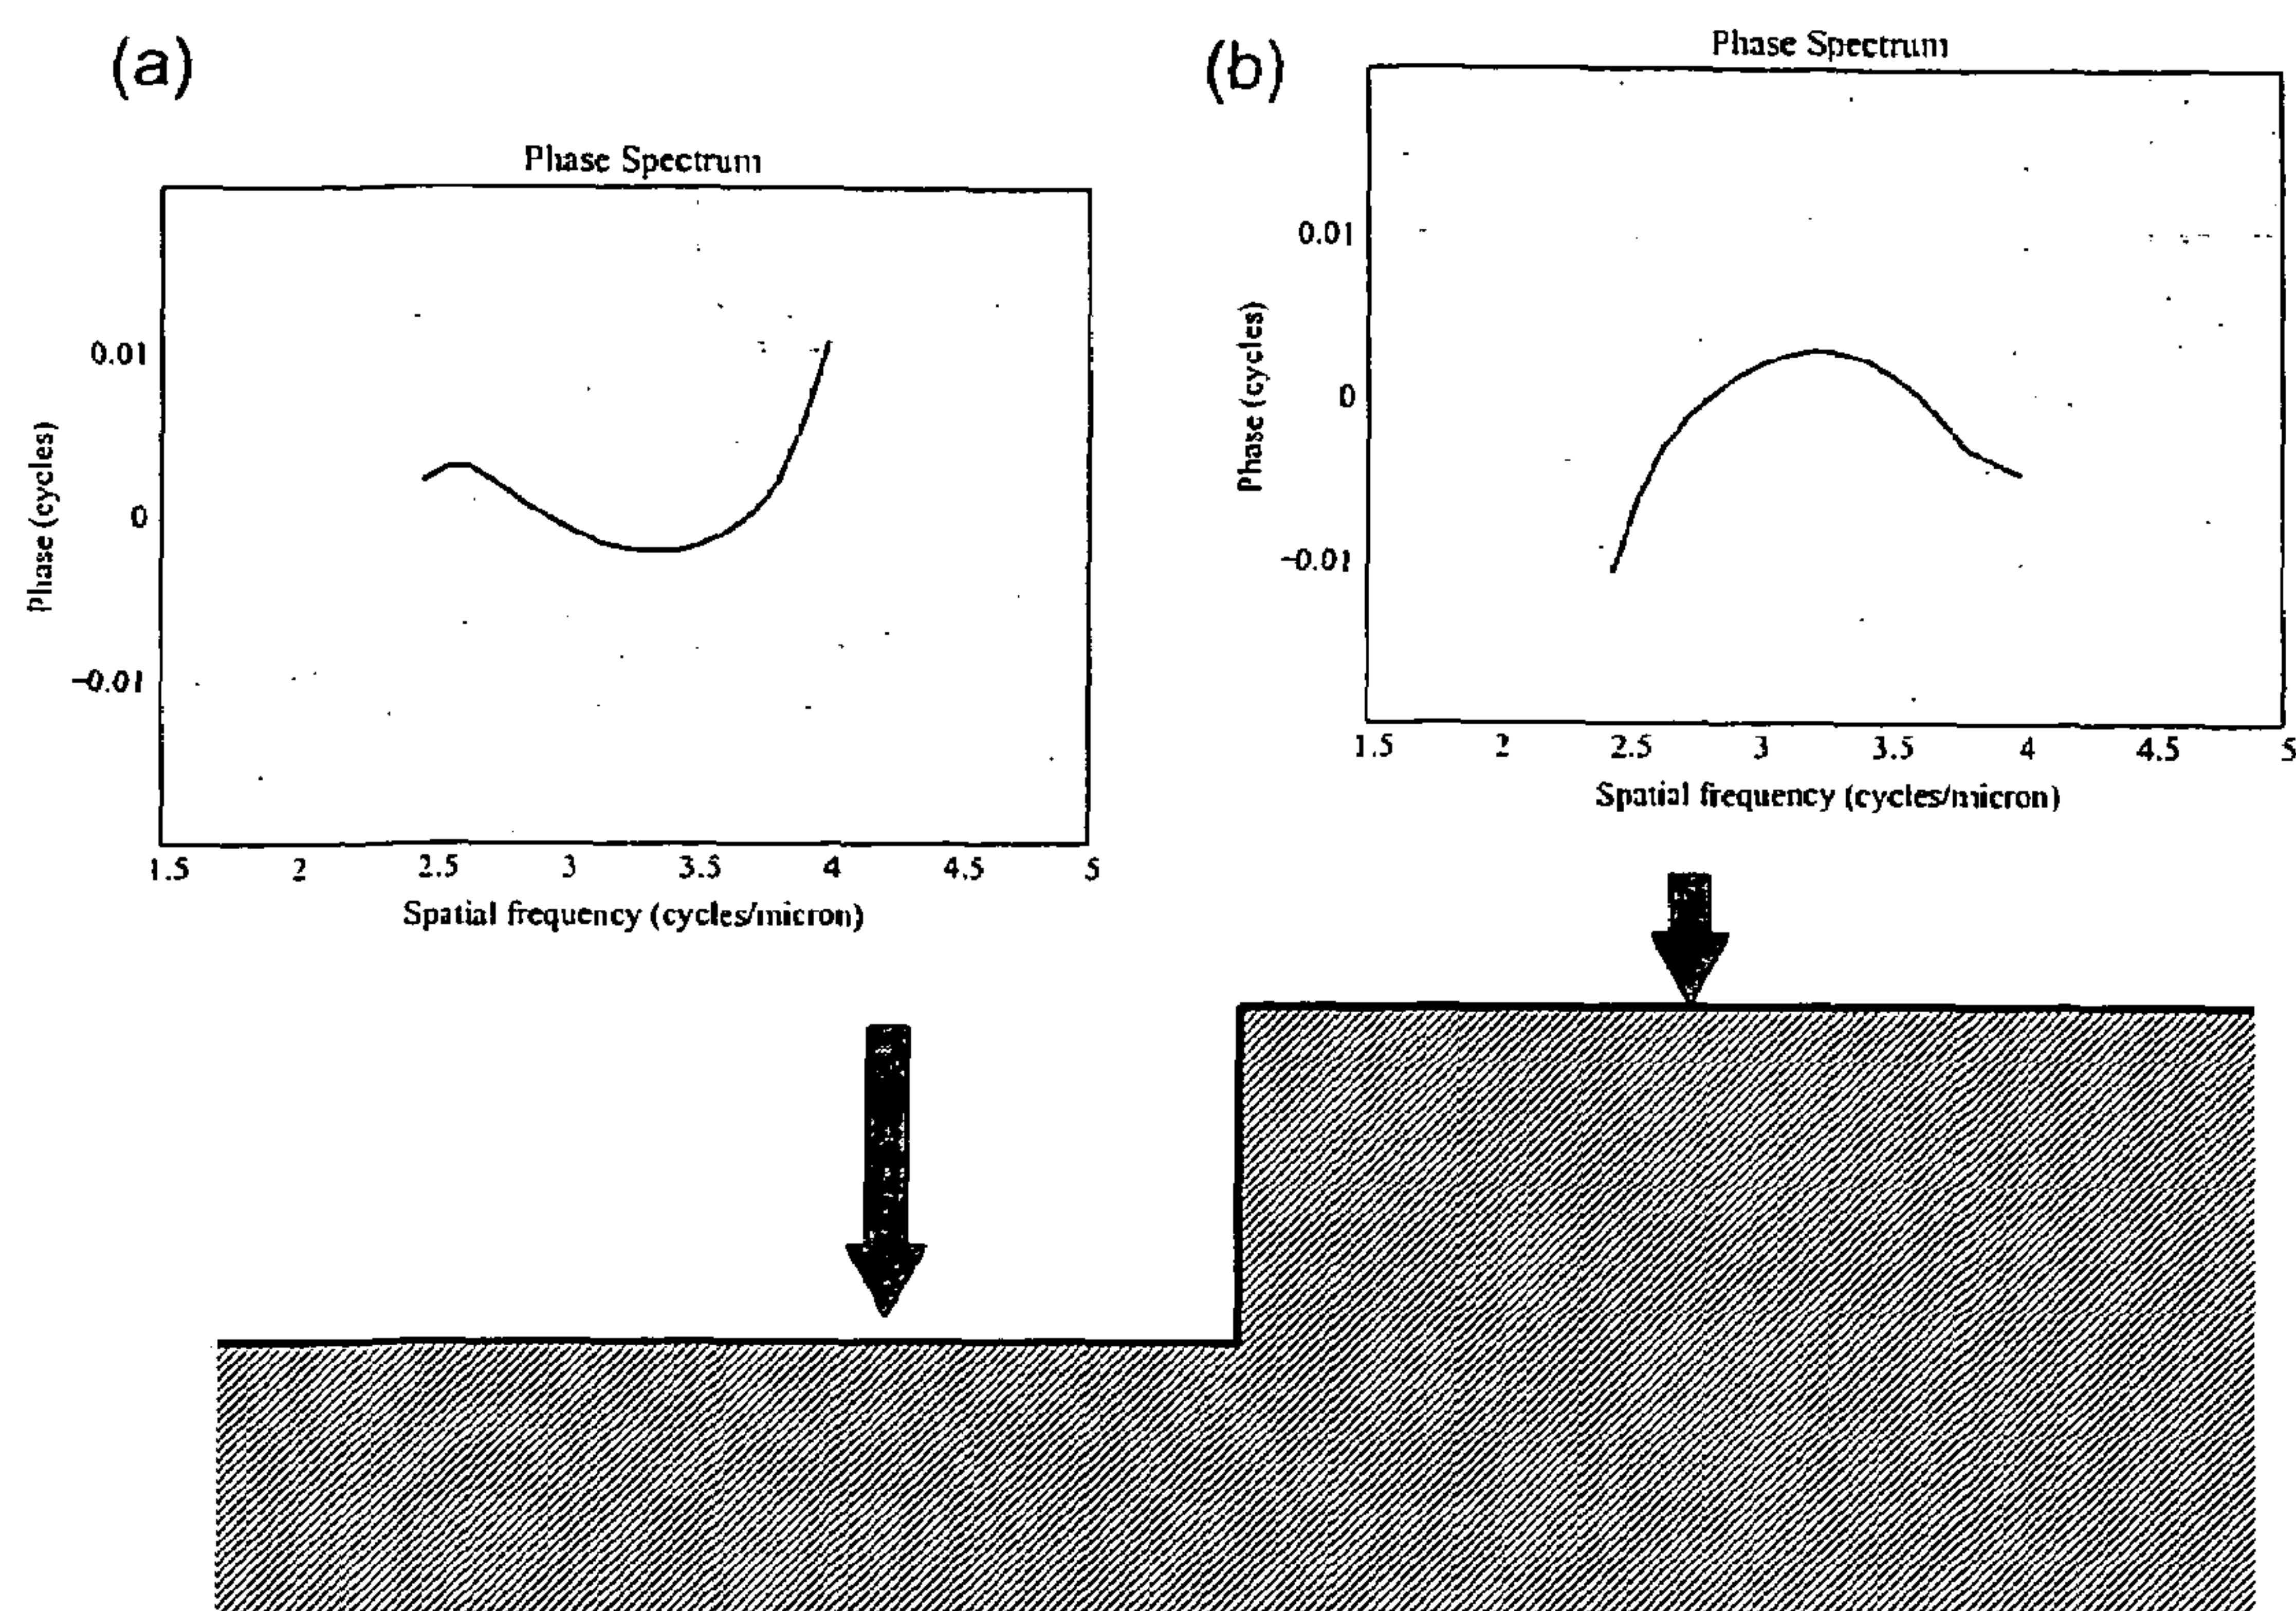 (a)
Phase Spectrum
0.01
0
-0.01
Phase (cycles)
1.5 2 2.5 3 3.5 4 4.5 5
Spatial frequency (cycles/micron)
(b)
Phase Spectrum
0.01
0
-0.01
Phase (cycles)
1.5 2 2.5 3 3.5 4 4.5 5
Spatial frequency (cycles/micron)